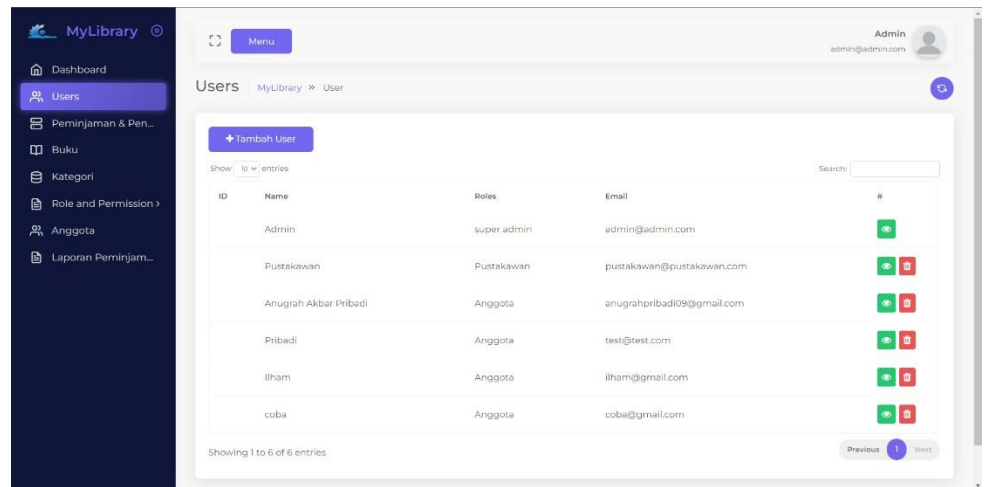 MyLibrary
Dashboard
Users
Peminjaman & Pen...
Buku
Kategori
Role and Permission
Anggota
Laporan Peminjam...
Menu
Admin
admin@admin.com
Users MyLibrary » User
Tambah User
Show 10 entries Search:
ID Name Roles Email #
Admin super admin admin@admin.com
Pustakawan Pustakawan pustakawan@pustakawan.com
Anugrah Akbar Pribadi Anggota anugrahpribadi09@gmail.com
Pribadi Anggota test@test.com
Ilham Anggota ilham@gmail.com
coba Anggota coba@gmail.com
Showing 1 to 6 of 6 entries Previous 1 Next